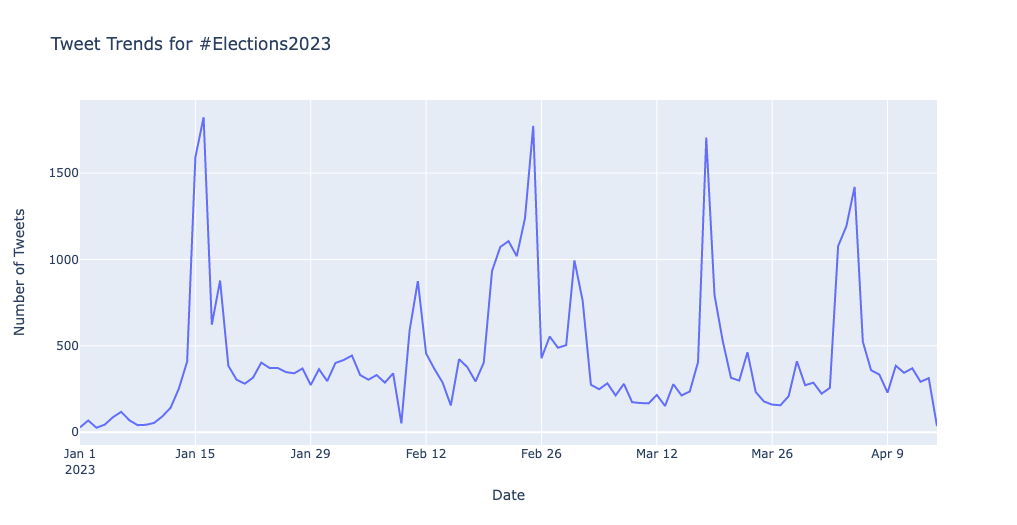 Tweet Trends for #Elections2023
Number of Tweets
1500
1000
500
0
Jan 1
2023
Jan 15
Jan 29
Feb 12
Feb 26
Mar 12
Mar 26
Apr 9
Date